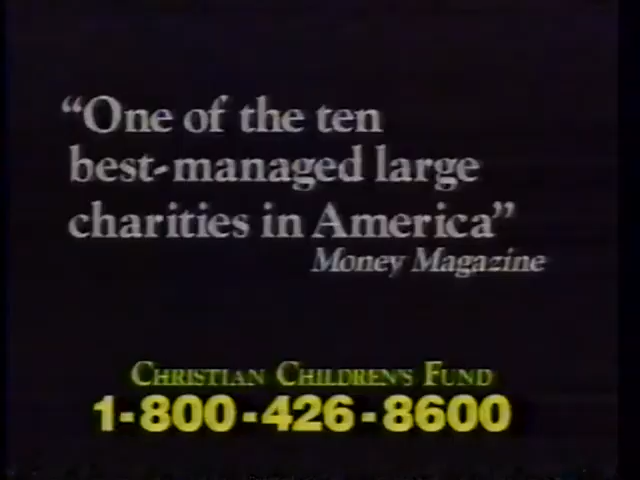 “One of the ten
best-managed large
charities in America”
Money Magazine
CHRISTIAN CHILDREN'S FUND
1-800-426-8600